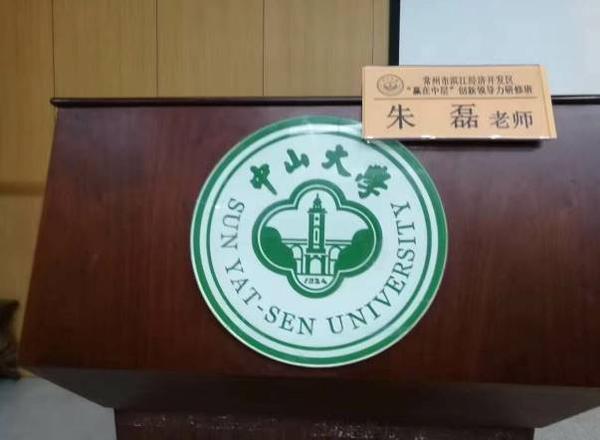 常州市滨江经济开发区
“赢在中层”创新领导力研修班
朱磊 老师
中山大学
1924
SUN YAT-SEN UNIVERSITY